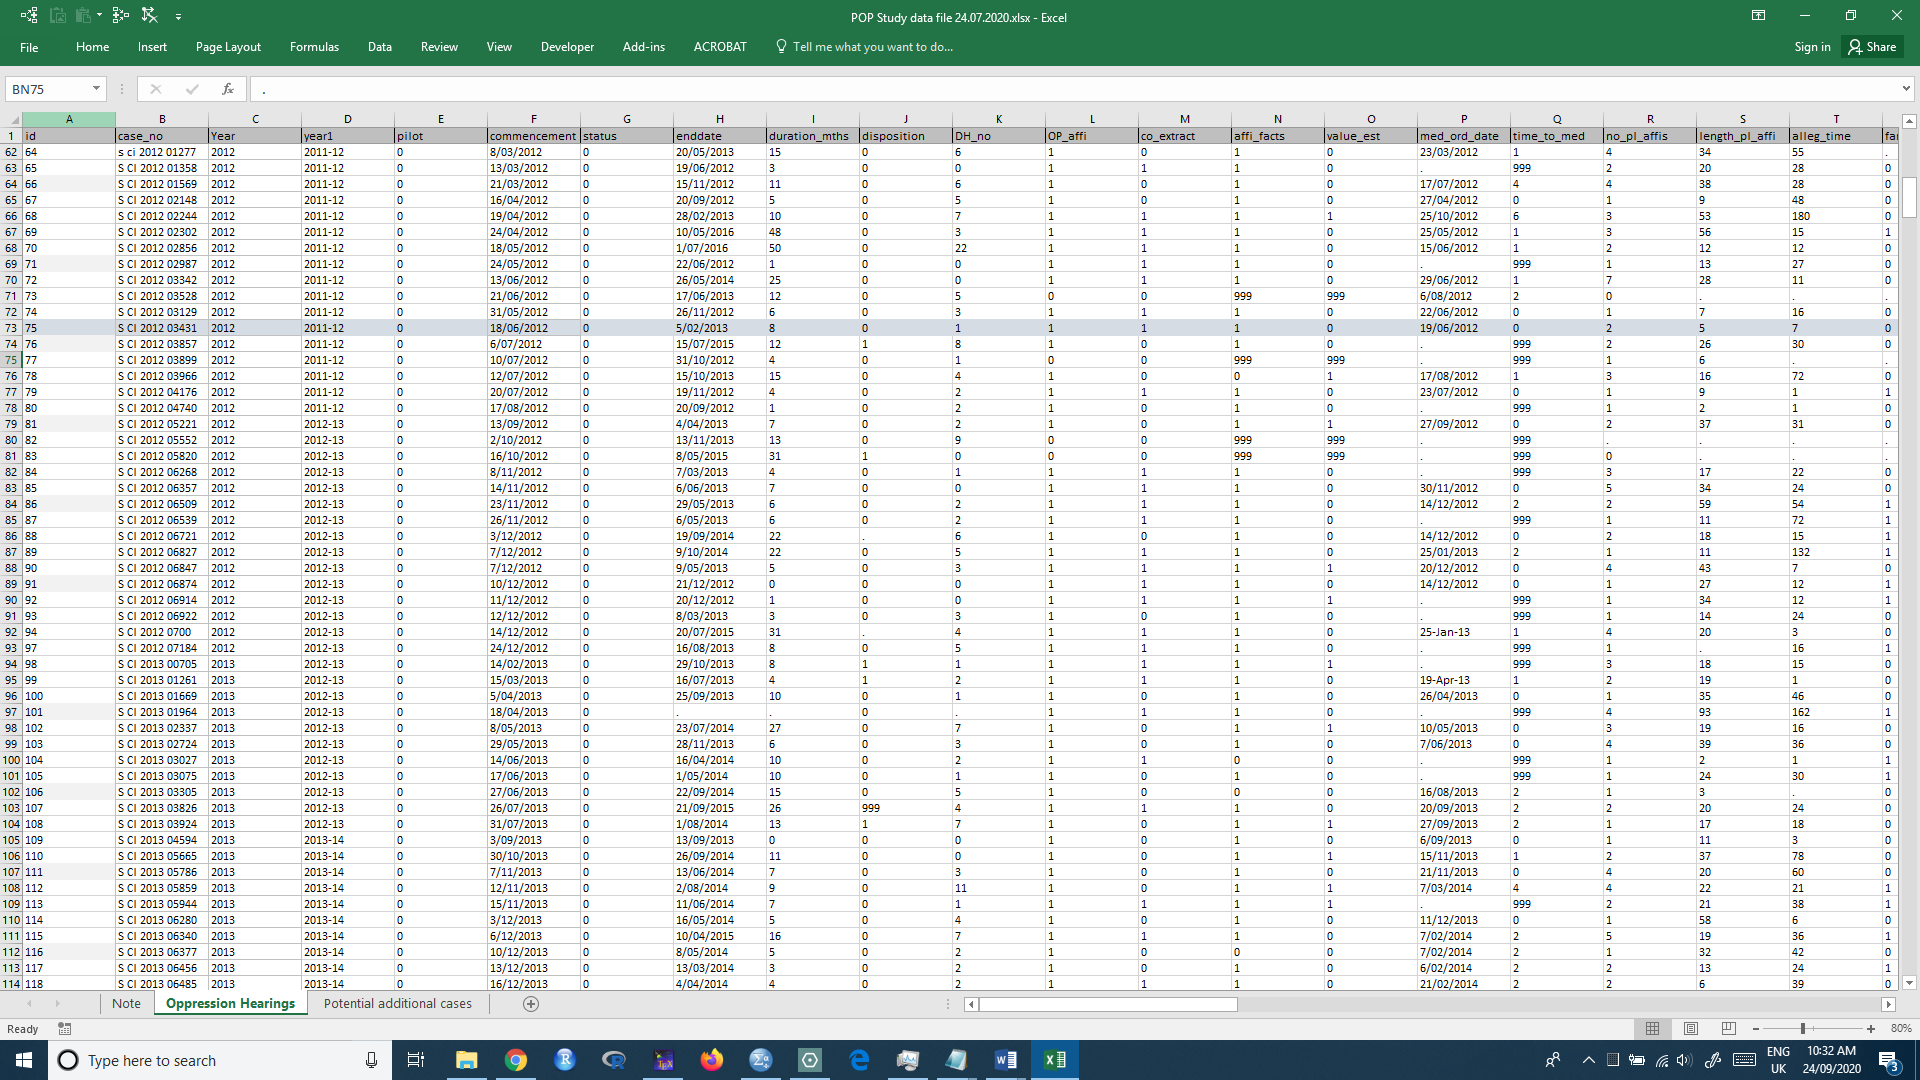 POP Study data file 24.07.2020.xlsx - Excel
File Home Insert Page Layout Formulas Data Review View Developer Add-ins ACROBAT Tell me what you want to do... Sign in Share
BN75 fx .
A B C D E F G H I J K L M N O P Q R S T
1 id case_no Year year1 pilot commencement status enddate duration_mths disposition DH_no OP_affi co_extract affi_facts value_est med_ord_date time_to_med no_pl_affis length_pl_affi alleg_time
62 64 s ci 2012 01277 2012 2011-12 0 8/03/2012 0 20/05/2013 15 0 6 1 0 1 0 23/03/2012 1 4 34 55 .
63 65 S CI 2012 01358 2012 2011-12 0 13/03/2012 0 19/06/2012 3 0 0 1 1 1 0 . 999 2 20 28 0
64 66 S CI 2012 01569 2012 2011-12 0 21/03/2012 0 15/11/2012 11 0 6 1 0 1 0 17/07/2012 4 4 38 28 0
65 67 S CI 2012 02148 2012 2011-12 0 16/04/2012 0 20/09/2012 5 0 5 1 0 1 0 27/04/2012 0 1 9 48 0
66 68 S CI 2012 02244 2012 2011-12 0 19/04/2012 0 28/02/2013 10 0 7 1 1 1 1 25/10/2012 6 3 53 180 0
67 69 S CI 2012 02302 2012 2011-12 0 24/04/2012 0 10/05/2016 48 0 3 1 1 1 0 25/05/2012 1 3 56 15 1
68 70 S CI 2012 02856 2012 2011-12 0 18/05/2012 0 1/07/2016 50 0 22 1 1 1 0 15/06/2012 1 2 12 12 0
69 71 S CI 2012 02987 2012 2011-12 0 24/05/2012 0 22/06/2012 1 0 0 1 1 1 0 . 999 1 13 27 0
70 72 S CI 2012 03342 2012 2011-12 0 13/06/2012 0 26/05/2014 25 0 0 1 1 1 0 29/06/2012 1 7 28 11 0
71 73 S CI 2012 03528 2012 2011-12 0 21/06/2012 0 17/06/2013 12 0 5 0 0 999 999 6/08/2012 2 0 . . .
72 74 S CI 2012 03129 2012 2011-12 0 31/05/2012 0 26/11/2012 6 0 3 1 1 1 0 22/06/2012 0 1 7 16 0
73 75 S CI 2012 03431 2012 2011-12 0 18/06/2012 0 5/02/2013 8 0 1 1 1 1 0 19/06/2012 0 2 5 7 0
74 76 S CI 2012 03857 2012 2011-12 0 6/07/2012 0 15/07/2015 12 1 8 1 0 1 0 . 999 2 26 30 0
75 77 S CI 2012 03899 2012 2011-12 0 10/07/2012 0 31/10/2012 4 0 1 0 0 999 999 . 999 1 6 . .
76 78 S CI 2012 03966 2012 2011-12 0 12/07/2012 0 15/10/2013 15 0 4 1 0 0 1 17/08/2012 1 3 16 72 0
77 79 S CI 2012 04176 2012 2011-12 0 20/07/2012 0 19/11/2012 4 0 2 1 1 1 0 23/07/2012 0 1 9 1 1
78 80 S CI 2012 04740 2012 2011-12 0 17/08/2012 0 20/09/2012 1 0 2 1 0 1 0 . 999 1 2 1 0
79 81 S CI 2012 05221 2012 2012-13 0 13/09/2012 0 4/04/2013 7 0 2 1 0 1 1 27/09/2012 0 2 37 31 0
80 82 S CI 2012 05552 2012 2012-13 0 2/10/2012 0 13/11/2013 13 0 9 0 0 999 999 . 999 . . . .
81 83 S CI 2012 05820 2012 2012-13 0 16/10/2012 0 8/05/2015 31 1 0 0 0 999 999 . 999 0 . . .
82 84 S CI 2012 06268 2012 2012-13 0 8/11/2012 0 7/03/2013 4 0 1 1 1 1 0 . 999 3 17 22 0
83 85 S CI 2012 06357 2012 2012-13 0 14/11/2012 0 6/06/2013 7 0 0 1 1 1 0 30/11/2012 0 5 34 24 0
84 86 S CI 2012 06509 2012 2012-13 0 23/11/2012 0 29/05/2013 6 0 2 1 1 1 0 14/12/2012 2 2 59 54 1
85 87 S CI 2012 06539 2012 2012-13 0 26/11/2012 0 6/05/2013 6 0 2 1 1 1 0 . 999 1 11 72 1
86 88 S CI 2012 06721 2012 2012-13 0 3/12/2012 0 19/09/2014 22 . 6 1 0 1 0 14/12/2012 0 2 18 15 1
87 89 S CI 2012 06827 2012 2012-13 0 7/12/2012 0 9/10/2014 22 0 5 1 1 1 0 25/01/2013 2 1 11 132 1
88 90 S CI 2012 06847 2012 2012-13 0 7/12/2012 0 9/05/2013 5 0 3 1 0 1 1 20/12/2012 0 4 43 7 0
89 91 S CI 2012 06874 2012 2012-13 0 10/12/2012 0 21/12/2012 0 0 0 1 0 1 0 14/12/2012 0 1 27 12 1
90 92 S CI 2012 06914 2012 2012-13 0 11/12/2012 0 20/12/2012 1 0 0 1 1 1 1 . 999 1 34 12 1
91 93 S CI 2012 06922 2012 2012-13 0 12/12/2012 0 8/03/2013 3 0 3 1 0 1 0 . 999 1 14 24 0
92 94 S CI 2012 0700 2012 2012-13 0 14/12/2012 0 20/07/2015 31 . 4 1 1 1 0 25-Jan-13 1 4 20 3 0
93 97 S CI 2012 07184 2012 2012-13 0 24/12/2012 0 16/08/2013 8 0 5 1 1 1 0 . 999 1 . 16 1
94 98 S CI 2013 00705 2013 2012-13 0 14/02/2013 0 29/10/2013 8 1 1 1 1 1 1 . 999 3 18 15 0
95 99 S CI 2013 01261 2013 2012-13 0 15/03/2013 0 16/07/2013 4 1 2 1 1 1 0 19-Apr-13 1 2 19 1 0
96 100 S CI 2013 01669 2013 2012-13 0 5/04/2013 0 25/09/2013 10 0 1 1 1 1 0 26/04/2013 0 1 35 46 0
97 101 S CI 2013 01964 2013 2012-13 0 18/04/2013 0 . . 0 . 1 1 1 0 . 999 4 93 162 1
98 102 S CI 2013 02337 2013 2012-13 0 8/05/2013 0 23/07/2014 27 0 7 1 1 1 1 10/05/2013 0 3 19 16 0
99 103 S CI 2013 02724 2013 2012-13 0 29/05/2013 0 28/11/2013 6 0 3 1 0 1 0 7/06/2013 0 4 39 36 0
100 104 S CI 2013 03027 2013 2012-13 0 14/06/2013 0 16/04/2014 10 0 2 1 1 0 0 . 999 1 2 1 1
101 105 S CI 2013 03075 2013 2012-13 0 17/06/2013 0 1/05/2014 10 0 1 1 1 1 0 . 999 1 24 30 1
102 106 S CI 2013 03305 2013 2012-13 0 27/06/2013 0 22/09/2014 15 0 5 1 0 0 0 16/08/2013 2 1 3 . 0
103 107 S CI 2013 03826 2013 2012-13 0 26/07/2013 0 21/09/2015 26 999 4 1 1 1 0 20/09/2013 2 2 20 24 0
104 108 S CI 2013 03924 2013 2012-13 0 31/07/2013 0 1/08/2014 13 1 7 1 0 1 1 27/09/2013 2 1 17 18 0
105 109 S CI 2013 04594 2013 2013-14 0 3/09/2013 0 13/09/2013 0 0 0 1 0 1 0 6/09/2013 0 1 11 3 0
106 110 S CI 2013 05665 2013 2013-14 0 30/10/2013 0 26/09/2014 11 0 0 1 0 1 1 15/11/2013 1 2 37 78 0
107 111 S CI 2013 05786 2013 2013-14 0 7/11/2013 0 13/06/2014 7 0 3 1 0 1 0 21/11/2013 0 4 20 60 0
108 112 S CI 2013 05859 2013 2013-14 0 12/11/2013 0 2/08/2014 9 0 11 1 0 1 1 7/03/2014 4 4 22 21 1
109 113 S CI 2013 05944 2013 2013-14 0 15/11/2013 0 11/06/2014 7 0 1 1 1 1 1 . 999 2 21 38 1
110 114 S CI 2013 06280 2013 2013-14 0 3/12/2013 0 16/05/2014 5 0 4 1 0 1 0 11/12/2013 0 1 58 6 0
111 115 S CI 2013 06340 2013 2013-14 0 6/12/2013 0 10/04/2015 16 0 7 1 1 1 0 7/02/2014 2 5 19 36 1
112 116 S CI 2013 06377 2013 2013-14 0 10/12/2013 0 8/05/2014 5 0 2 1 0 0 0 7/02/2014 2 1 32 42 0
113 117 S CI 2013 06456 2013 2013-14 0 13/12/2013 0 13/03/2014 3 0 2 1 0 1 0 6/02/2014 2 2 13 24 1
114 118 S CI 2013 06485 2013 2013-14 0 16/12/2013 0 4/04/2014 4 0 2 1 1 1 0 21/02/2014 2 2 6 39 0
Note Oppression Hearings Potential additional cases
Ready 80%
Type here to search ENG UK 10:32 AM 24/09/2020 3